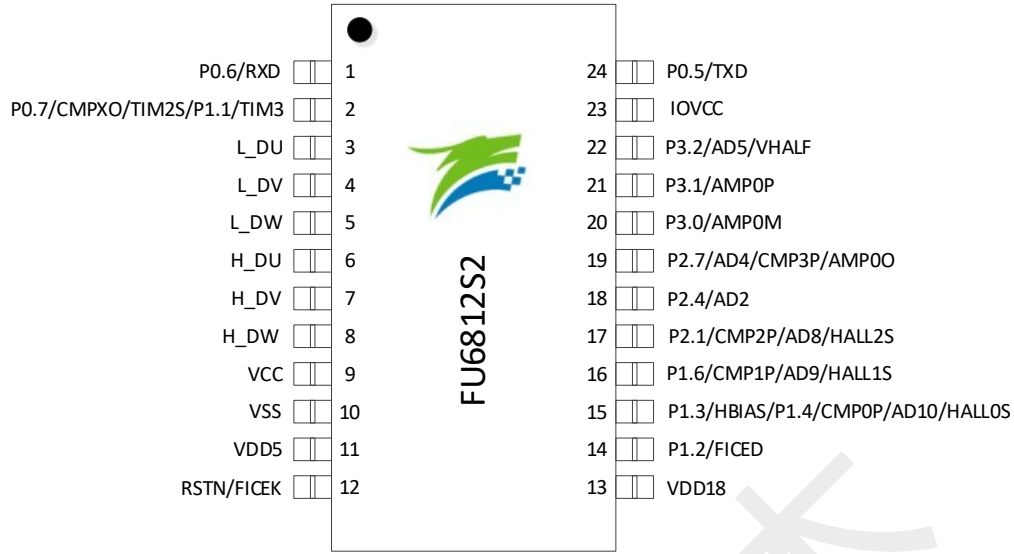 P0.6/RXD 1 24 P0.5/TXD
P0.7/CMPXO/TIM2S/P1.1/TIM3 2 23 IOVCC
L_DU 3 22 P3.2/AD5/VHALF
L_DV 4 21 P3.1/AMP0P
L_DW 5 20 P3.0/AMP0M
H_DU 6 19 P2.7/AD4/CMP3P/AMP0O
H_DV 7 18 P2.4/AD2
H_DW 8 17 P2.1/CMP2P/AD8/HALL2S
VCC 9 16 P1.6/CMP1P/AD9/HALL1S
VSS 10 15 P1.3/HBIAS/P1.4/CMP0P/AD10/HALL0S
VDD5 11 14 P1.2/FICED
RSTN/FICEK 12 13 VDD18
FU6812S2